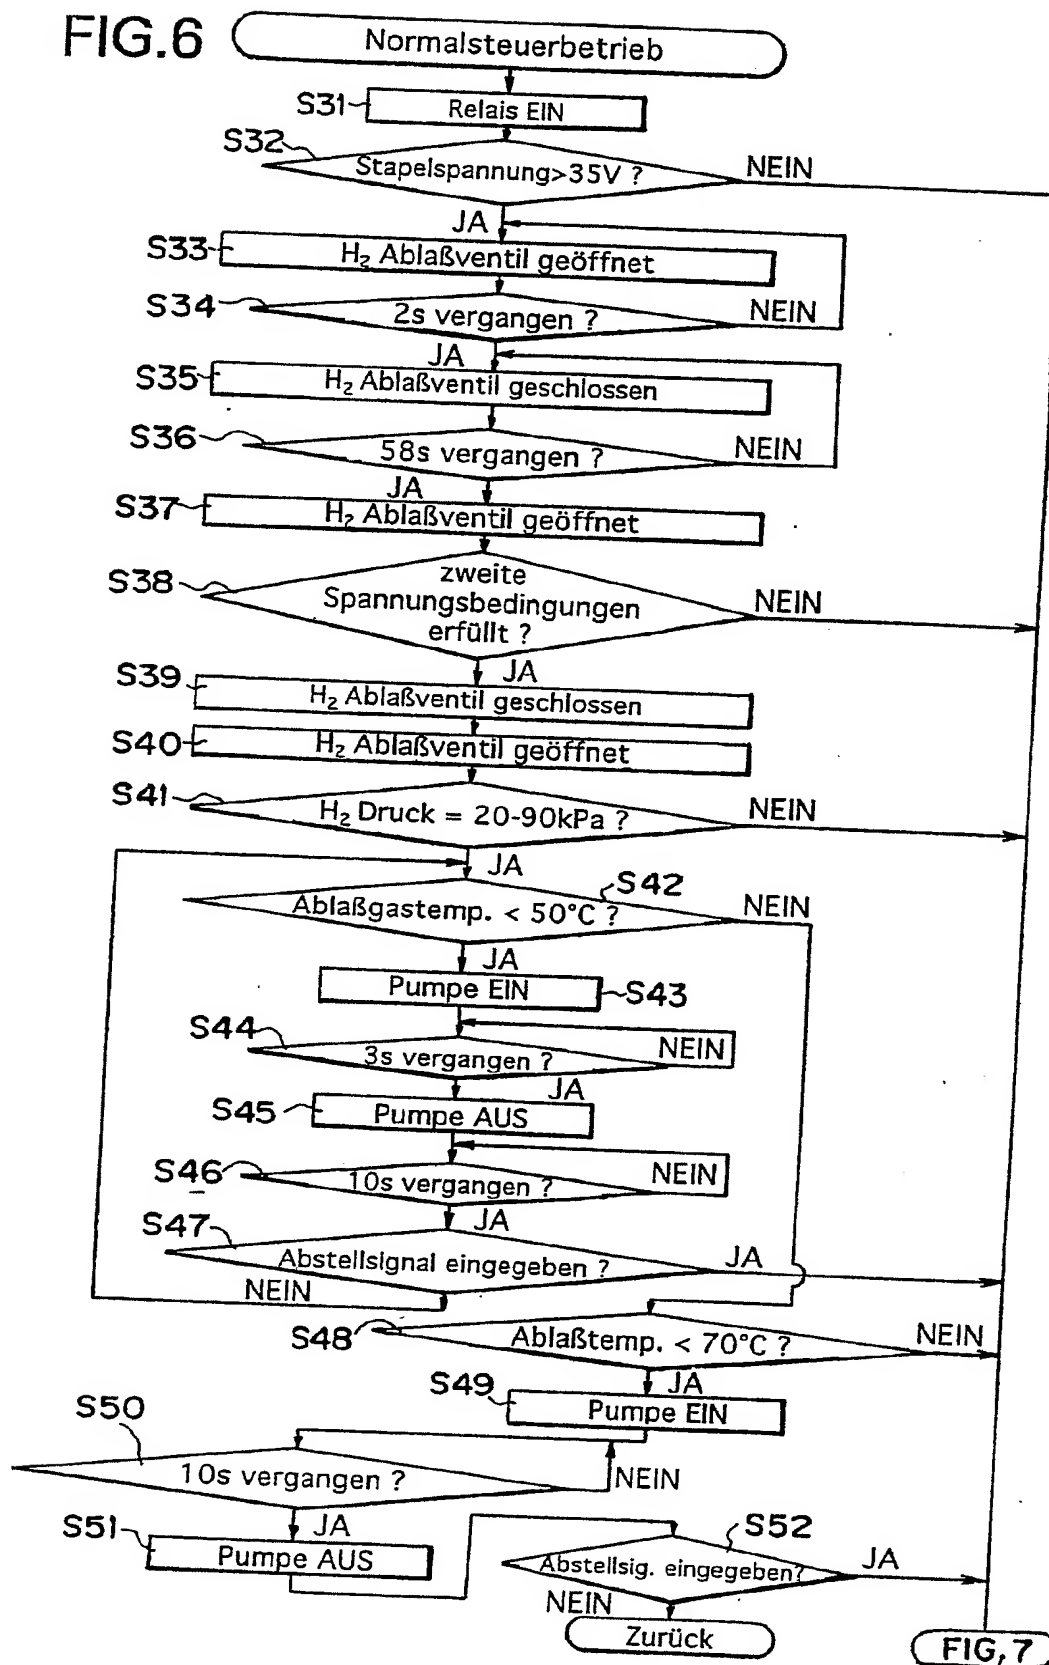 FIG.6
Normalsteuerbetrieb
S31
Relais EIN
S32
Stapelspannung>35V ?
NEIN
JA
S33
H₂ Ablaßventil geöffnet
S34
2s vergangen ?
NEIN
JA
S35
H₂ Ablaßventil geschlossen
S36
58s vergangen ?
NEIN
JA
S37
H₂ Ablaßventil geöffnet
S38
zweite
Spannungsbedingungen
erfüllt ?
NEIN
JA
S39
H₂ Ablaßventil geschlossen
S40
H₂ Ablaßventil geöffnet
S41
H₂ Druck = 20-90kPa ?
NEIN
JA
S42
Ablaßgastemp. < 50°C ?
NEIN
JA
Pumpe EIN
S43
S44
3s vergangen ?
NEIN
JA
S45
Pumpe AUS
S46
10s vergangen ?
NEIN
JA
S47
Abstellsignal eingegeben ?
JA
NEIN
S48
Ablaßtemp. < 70°C ?
NEIN
JA
S49
Pumpe EIN
S50
10s vergangen ?
NEIN
JA
S51
Pumpe AUS
S52
Abstellsig. eingegeben?
JA
NEIN
Zurück
FIG,7